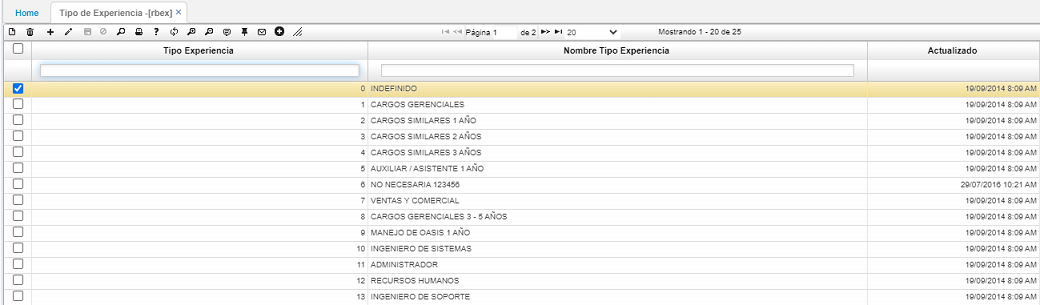 Home Tipo de Experiencia -[rbex]
Página 1 de 2 20 Mostrando 1 - 20 de 25
Tipo Experiencia Nombre Tipo Experiencia Actualizado
0 INDEFINIDO 19/09/2014 8:09 AM
1 CARGOS GERENCIALES 19/09/2014 8:09 AM
2 CARGOS SIMILARES 1 AÑO 19/09/2014 8:09 AM
3 CARGOS SIMILARES 2 AÑOS 19/09/2014 8:09 AM
4 CARGOS SIMILARES 3 AÑOS 19/09/2014 8:09 AM
5 AUXILIAR / ASISTENTE 1 AÑO 19/09/2014 8:09 AM
6 NO NECESARIA 123456 29/07/2016 10:21 AM
7 VENTAS Y COMERCIAL 19/09/2014 8:09 AM
8 CARGOS GERENCIALES 3 - 5 AÑOS 19/09/2014 8:09 AM
9 MANEJO DE OASIS 1 AÑO 19/09/2014 8:09 AM
10 INGENIERO DE SISTEMAS 19/09/2014 8:09 AM
11 ADMINISTRADOR 19/09/2014 8:09 AM
12 RECURSOS HUMANOS 19/09/2014 8:09 AM
13 INGENIERO DE SOPORTE 19/09/2014 8:09 AM